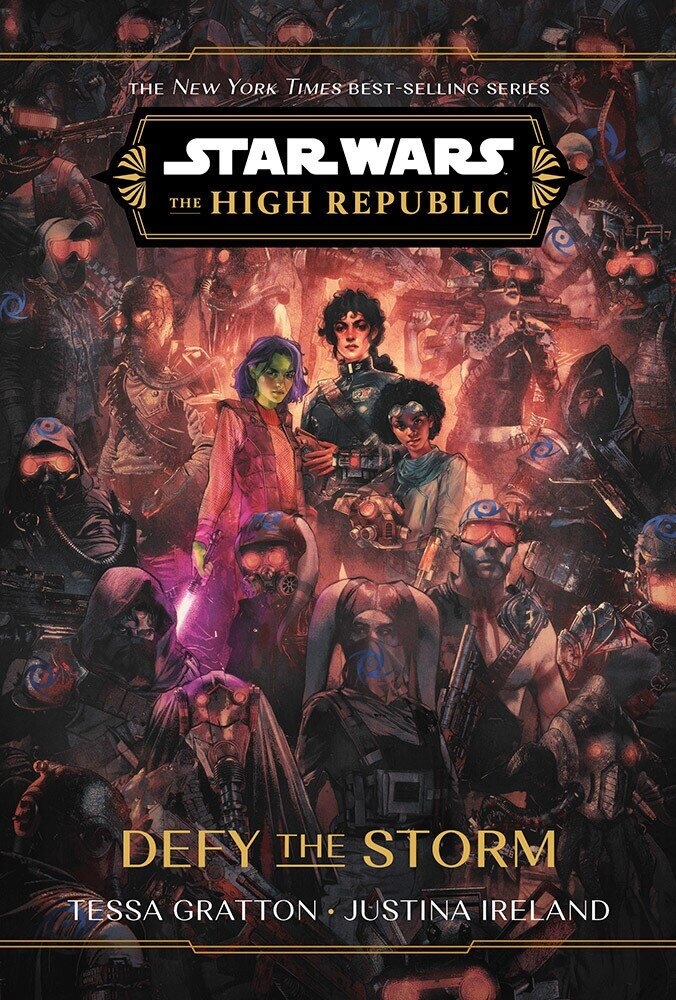 THE New York Times BEST-SELLING SERIES
STAR WARS
THE HIGH REPUBLIC
DEFY THE STORM
TESSA GRATTON • JUSTINA IRELAND